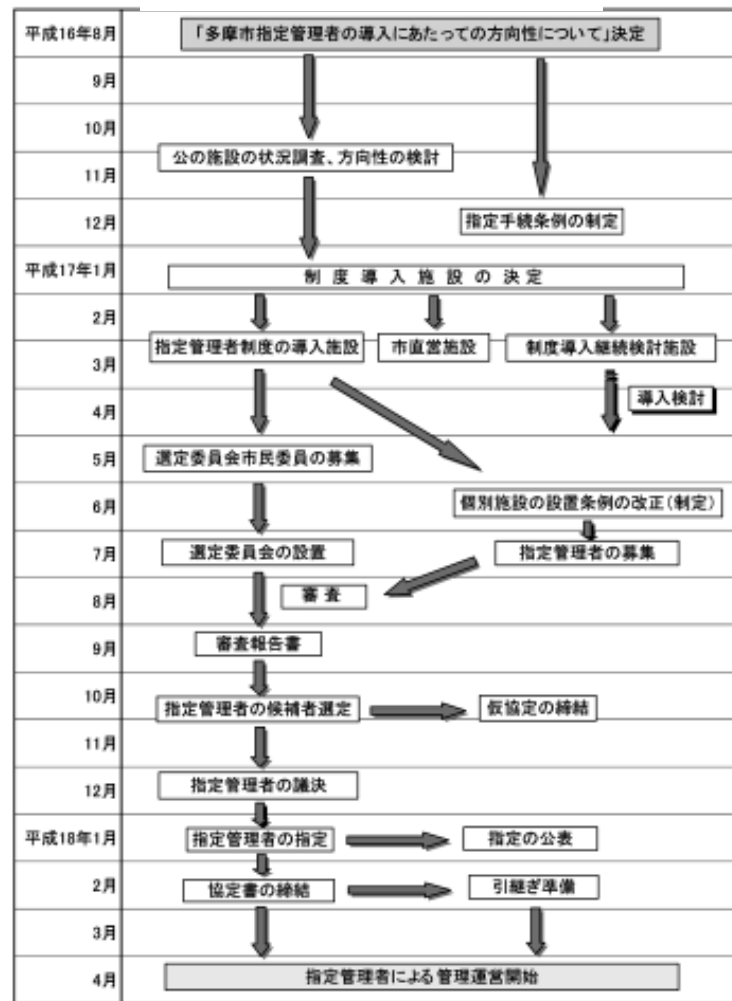 平成16年8月
「多摩市指定管理者の導入にあたっての方向性について」決定
9月
10月
公の施設の状況調査、方向性の検討
11月
12月
指定手続条例の制定
平成17年1月
制度導入施設の決定
2月
指定管理者制度の導入施設
市直営施設
制度導入継続検討施設
3月
導入検討
4月
5月
選定委員会市民委員の募集
6月
個別施設の設置条例の改正(制定)
7月
選定委員会の設置
指定管理者の募集
8月
審査
9月
審査報告書
10月
指定管理者の候補者選定
仮協定の締結
11月
12月
指定管理者の議決
平成18年1月
指定管理者の指定
指定の公表
2月
協定書の締結
引継ぎ準備
3月
4月
指定管理者による管理運営開始